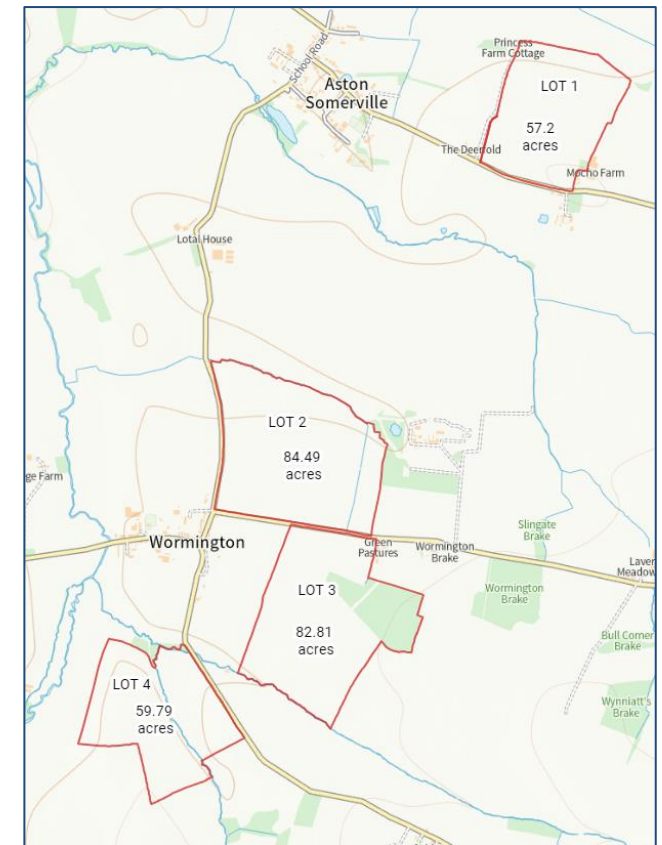 Princess
Farm Cottage
LOT 1
School Road
Aston
Somerville
57.2
acres
The Deerfold
Mocho Farm
Lotal House
LOT 2
84.49
acres
ge Farm
Slingate
Brake
Wormington
Green
Pastures
Wormington
Brake
Laver
Meadow
LOT 3
Wormington
Brake
82.81
acres
Bull Corner
Brake
LOT 4
59.79
acres
Wynniatt's
Brake